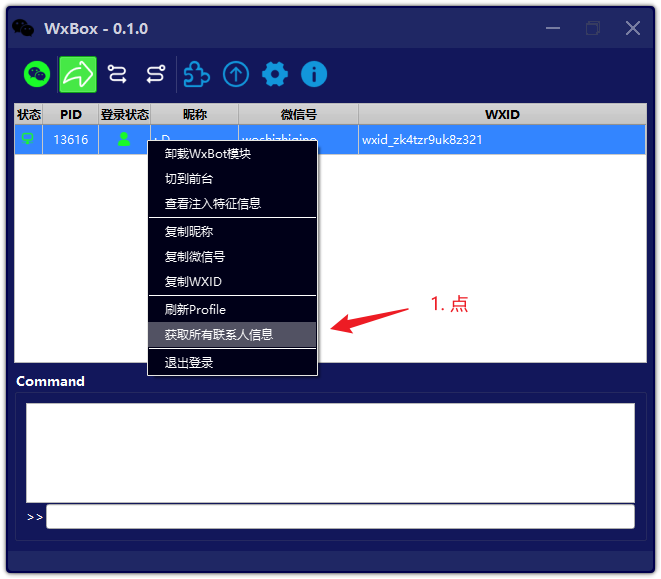 WxBox - 0.1.0
状态 PID 登录状态 昵称 微信号 WXID
13616 : D wxid_zk4tzr9uk8z321
卸载WxBot模块
切到前台
查看注入特征信息
复制昵称
复制微信号
复制WXID
刷新Profile
获取所有联系人信息
退出登录
1. 点
Command
>>